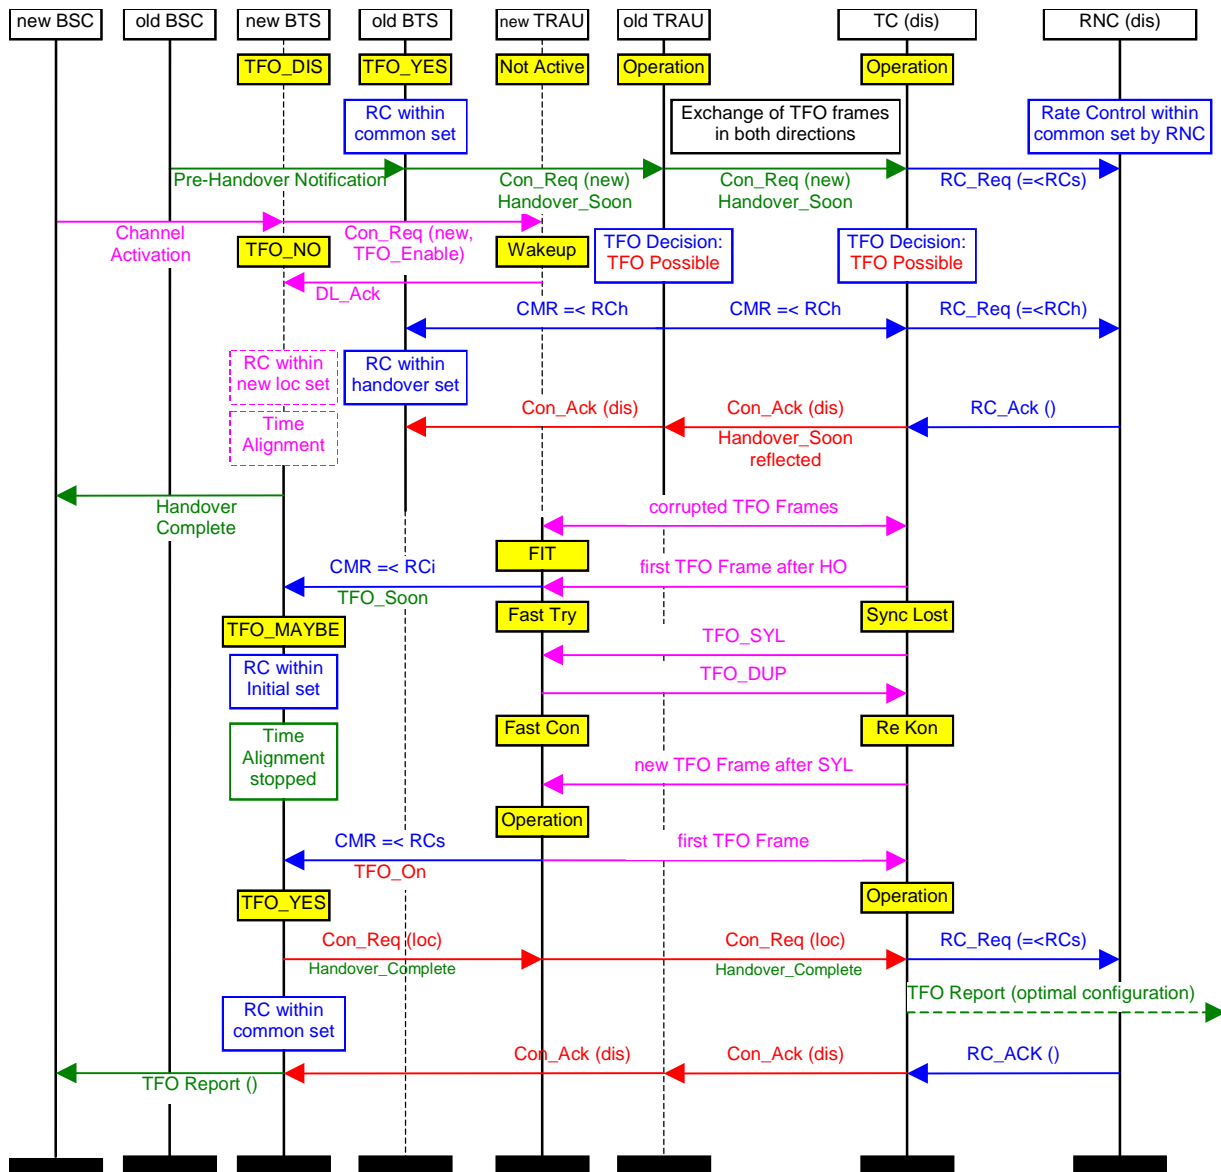 new BSC
old BSC
new BTS
old BTS
new TRAU
old TRAU
TC (dis)
RNC (dis)
TFO_DIS
TFO_YES
Not Active
Operation
Operation
RC within
common set
Exchange of TFO frames
in both directions
Rate Control within
common set by RNC
Pre-Handover Notification
Con_Req (new)
Handover_Soon
Con_Req (new)
Handover_Soon
RC_Req (=<RCs)
Channel
Activation
TFO_NO
Con_Req (new,
TFO_Enable)
Wakeup
TFO Decision:
TFO Possible
TFO Decision:
TFO Possible
DL_Ack
CMR =< RCh
CMR =< RCh
RC_Req (=<RCh)
RC within
new loc set
RC within
handover set
Time
Alignment
Con_Ack (dis)
Con_Ack (dis)
Handover_Soon
reflected
RC_Ack ()
Handover
Complete
corrupted TFO Frames
FIT
CMR =< RCi
TFO_Soon
first TFO Frame after HO
Fast Try
Sync Lost
TFO_MAYBE
TFO_SYL
RC within
Initial set
TFO_DUP
Time
Alignment
stopped
Fast Con
Re Kon
new TFO Frame after SYL
Operation
CMR =< RCs
TFO_On
first TFO Frame
TFO_YES
Operation
Con_Req (loc)
Handover_Complete
Con_Req (loc)
Handover_Complete
RC_Req (=<RCs)
TFO Report (optimal configuration)
RC within
common set
Con_Ack (dis)
Con_Ack (dis)
RC_ACK ()
TFO Report ()